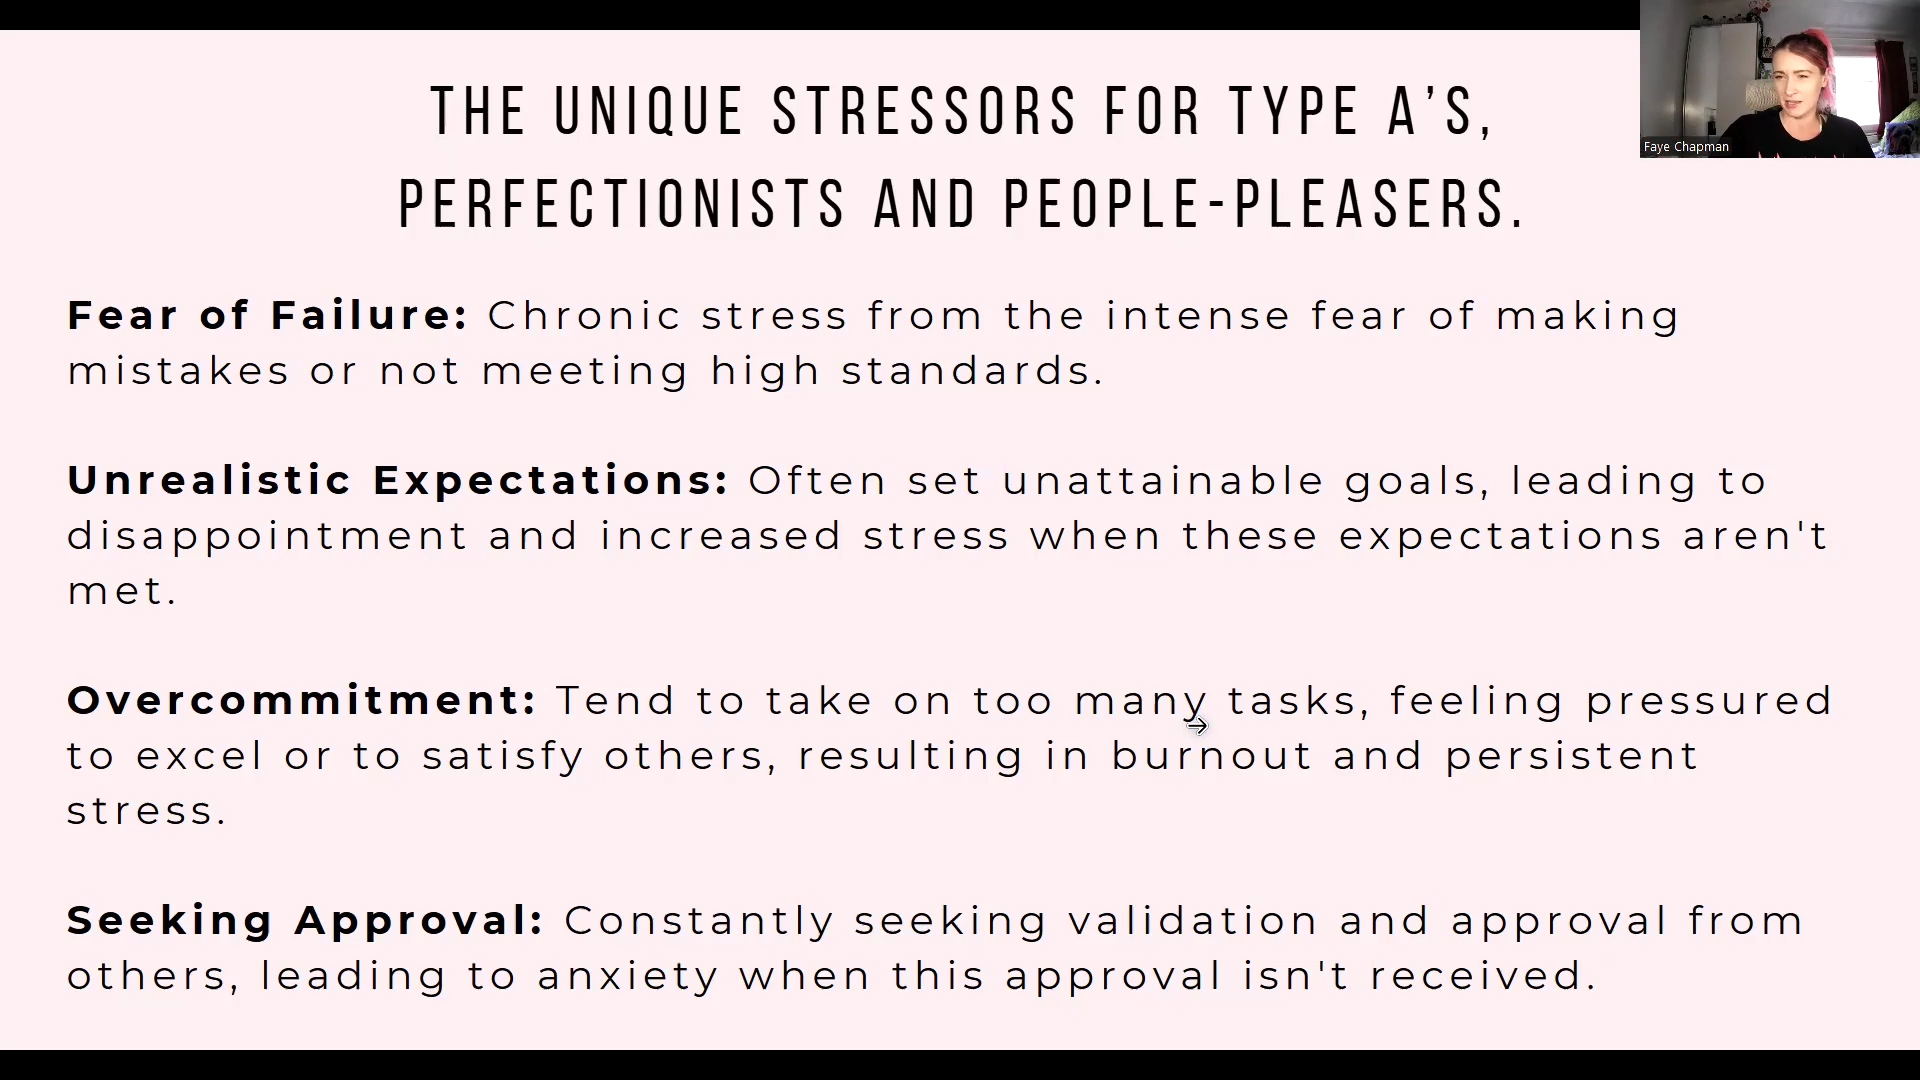 THE UNIQUE STRESSORS FOR TYPE A’S,
PERFECTIONISTS AND PEOPLE-PLEASERS.
Faye Chapman
Fear of Failure: Chronic stress from the intense fear of making
mistakes or not meeting high standards.
Unrealistic Expectations: Often set unattainable goals, leading to
disappointment and increased stress when these expectations aren't
met.
Overcommitment: Tend to take on too many tasks, feeling pressured
to excel or to satisfy others, resulting in burnout and persistent
stress.
Seeking Approval: Constantly seeking validation and approval from
others, leading to anxiety when this approval isn't received.